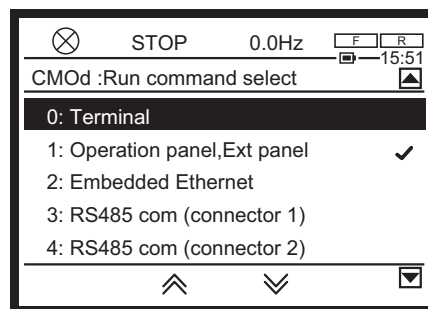 STOP 0.0Hz F R
15:51
CMOd :Run command select
0: Terminal
1: Operation panel,Ext panel
2: Embedded Ethernet
3: RS485 com (connector 1)
4: RS485 com (connector 2)